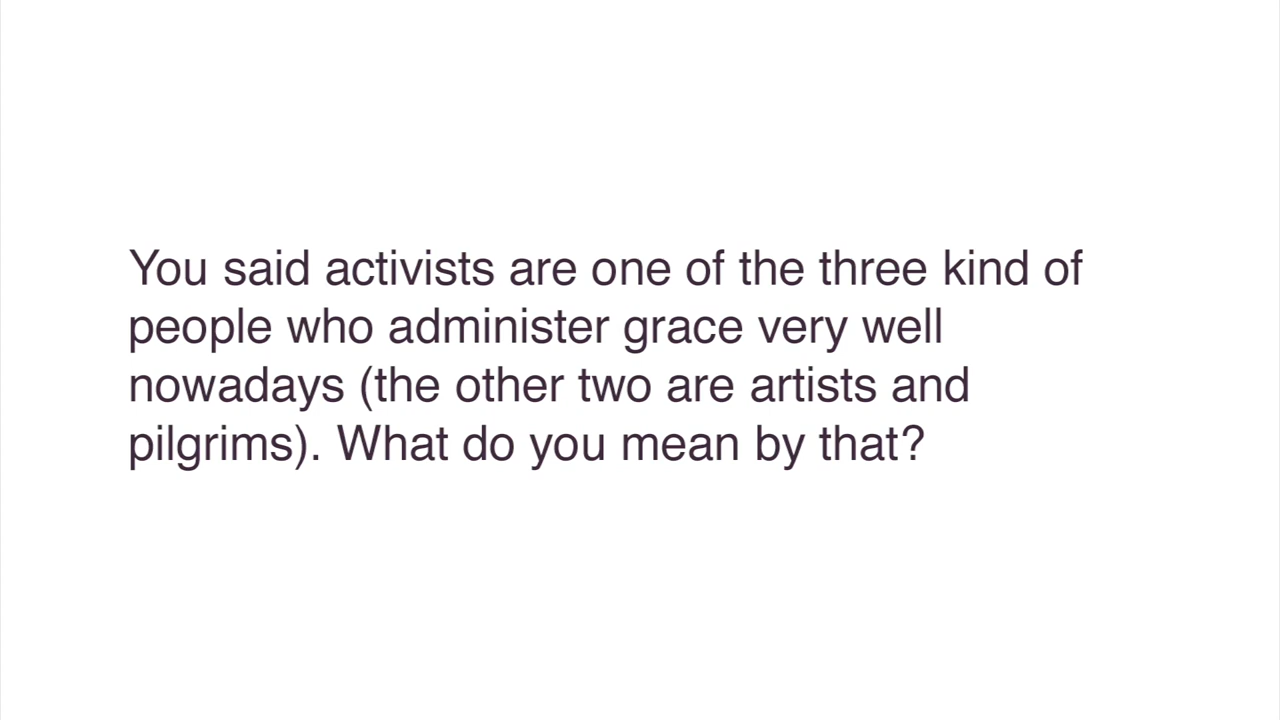 You said activists are one of the three kind of
people who administer grace very well
nowadays (the other two are artists and
pilgrims). What do you mean by that?